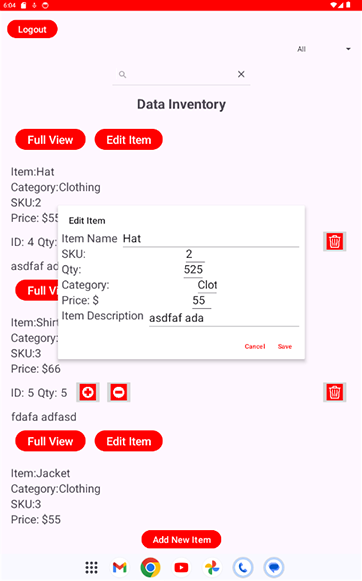 6:04
Logout
All
Data Inventory
Full View Edit Item
Item:Hat
Category:Clothing
SKU:2
Price: $55
ID: 4 Qty:
asdfaf ad
Full Vi
Edit Item
Item Name Hat
SKU: 2
Qty: 525
Category: Clot
Price: $ 55
Item Description asdfaf ada
Cancel Save
Item:Shirt
Category:
SKU:3
Price: $66
ID: 5 Qty: 5
fdafa adfasd
Full View Edit Item
Item:Jacket
Category:Clothing
SKU:3
Price: $55
Add New Item